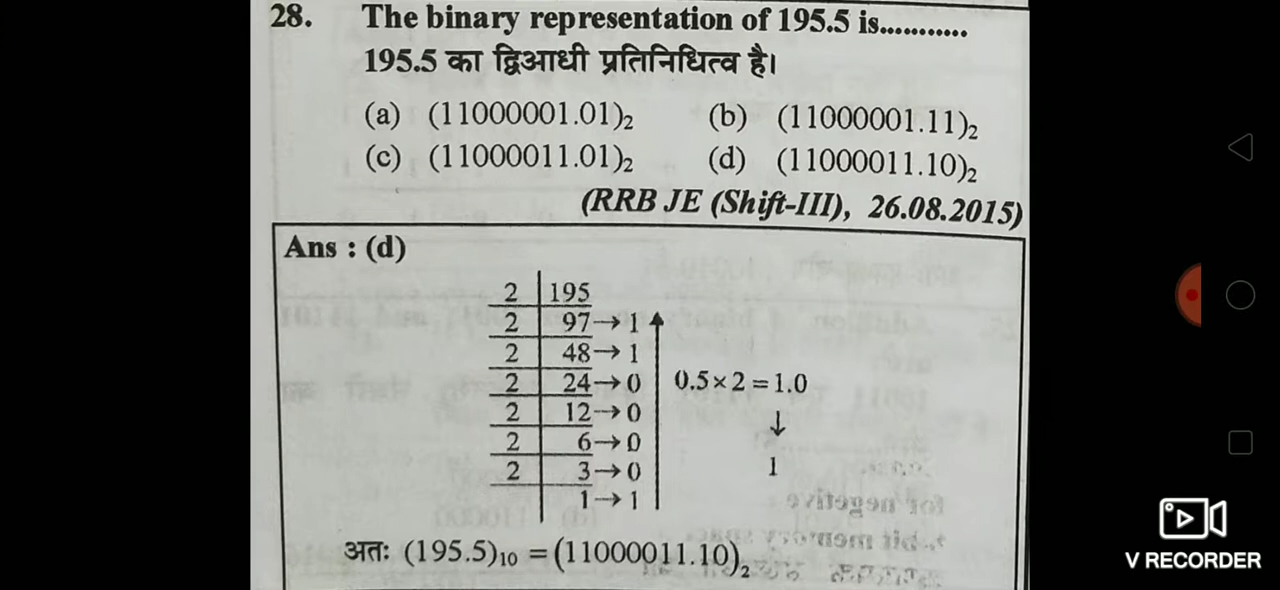 28. The binary representation of 195.5 is...........
195.5 का द्विआधी प्रतिनिधित्व है।
(a) (11000001.01)₂ (b) (11000001.11)₂
(c) (11000011.01)₂ (d) (11000011.10)₂
(RRB JE (Shift-III), 26.08.2015)
Ans : (d)
2 195
2 97→1
2 48→1
2 24→0 0.5×2=1.0
2 12→0 ↓
2 6→0
2 3→0 1
1→1
अतः (195.5)₁₀ = (11000011.10)₂
V RECORDER